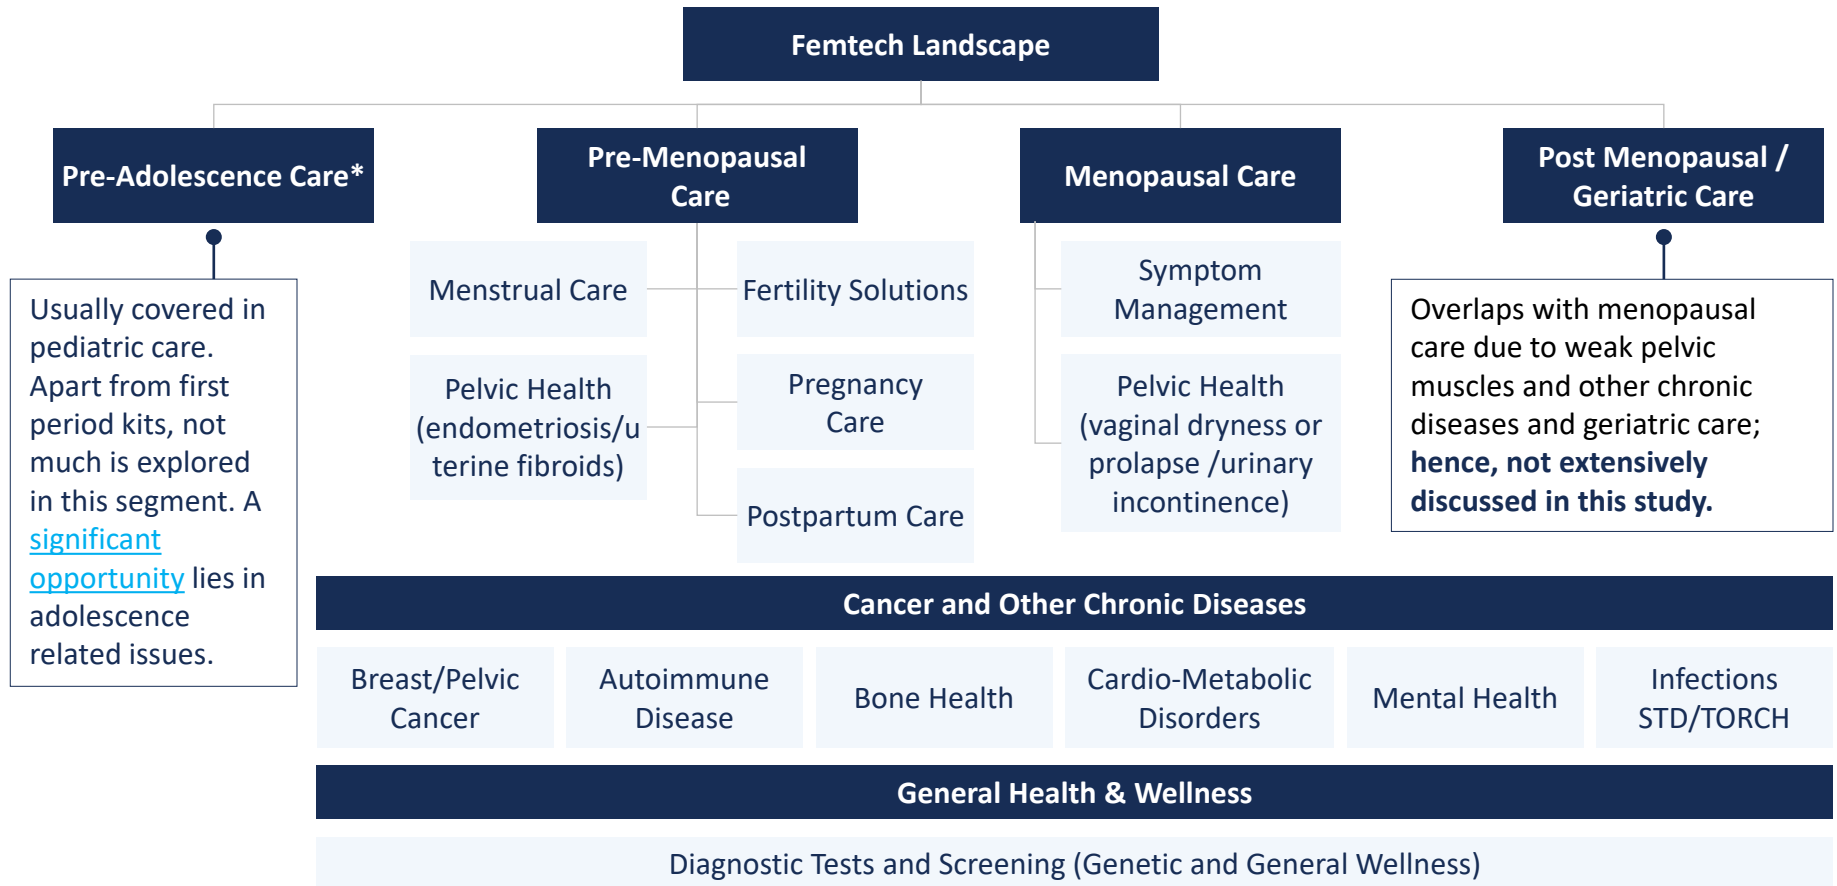 Femtech Landscape
Pre-Adolescence Care*
Usually covered in
pediatric care.
Apart from first
period kits, not
much is explored
in this segment. A
significant
opportunity lies in
adolescence
related issues.
Pre-Menopausal
Care
Menstrual Care
Pelvic Health
(endometriosis/u
terine fibroids)
Fertility Solutions
Pregnancy
Care
Postpartum Care
Menopausal Care
Symptom
Management
Pelvic Health
(vaginal dryness or
prolapse /urinary
incontinence)
Post Menopausal /
Geriatric Care
Overlaps with menopausal
care due to weak pelvic
muscles and other chronic
diseases and geriatric care;
hence, not extensively
discussed in this study.
Cancer and Other Chronic Diseases
Breast/Pelvic
Cancer
Autoimmune
Disease
Bone Health
Cardio-Metabolic
Disorders
Mental Health
Infections
STD/TORCH
General Health & Wellness
Diagnostic Tests and Screening (Genetic and General Wellness)